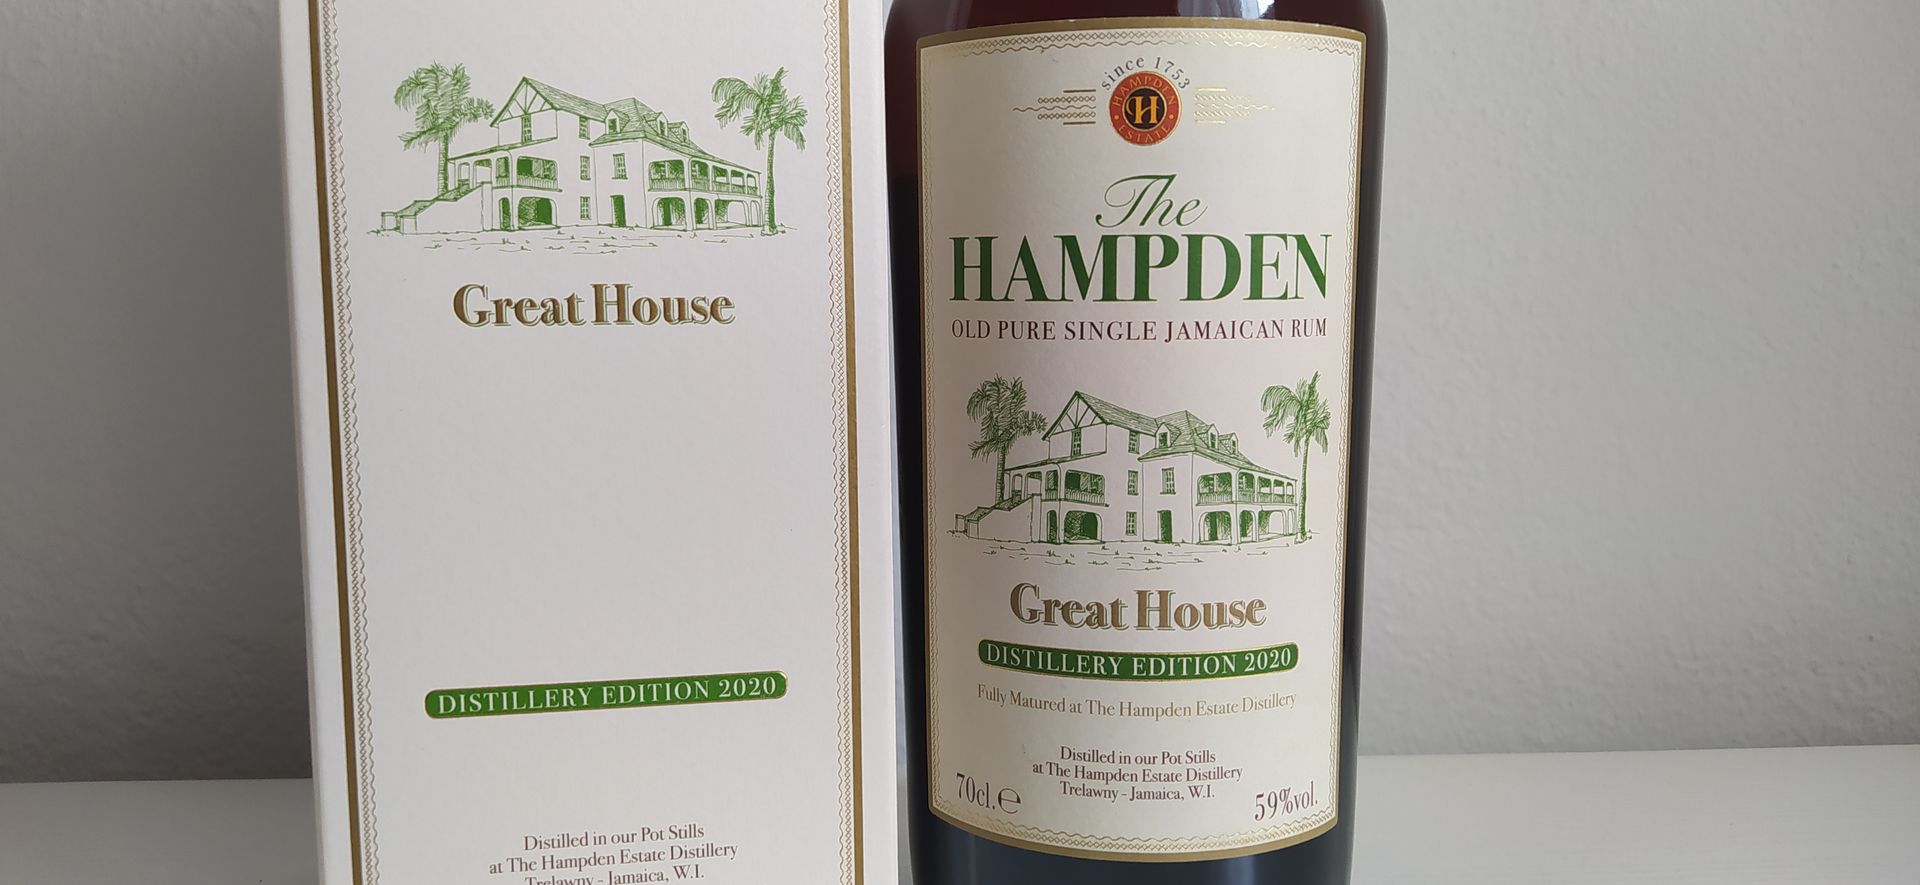 Great House
DISTILLERY EDITION 2020
Distilled in our Pot Stills
at The Hampden Estate Distillery
Trelawny - Jamaica, W.I.
since 1753
HAMPDEN
H
ESTATE
The
HAMPDEN
OLD PURE SINGLE JAMAICAN RUM
Great House
DISTILLERY EDITION 2020
Fully Matured at The Hampden Estate Distillery
Distilled in our Pot Stills
at The Hampden Estate Distillery
Trelawny - Jamaica, W.I.
70cl.℮
59%vol.